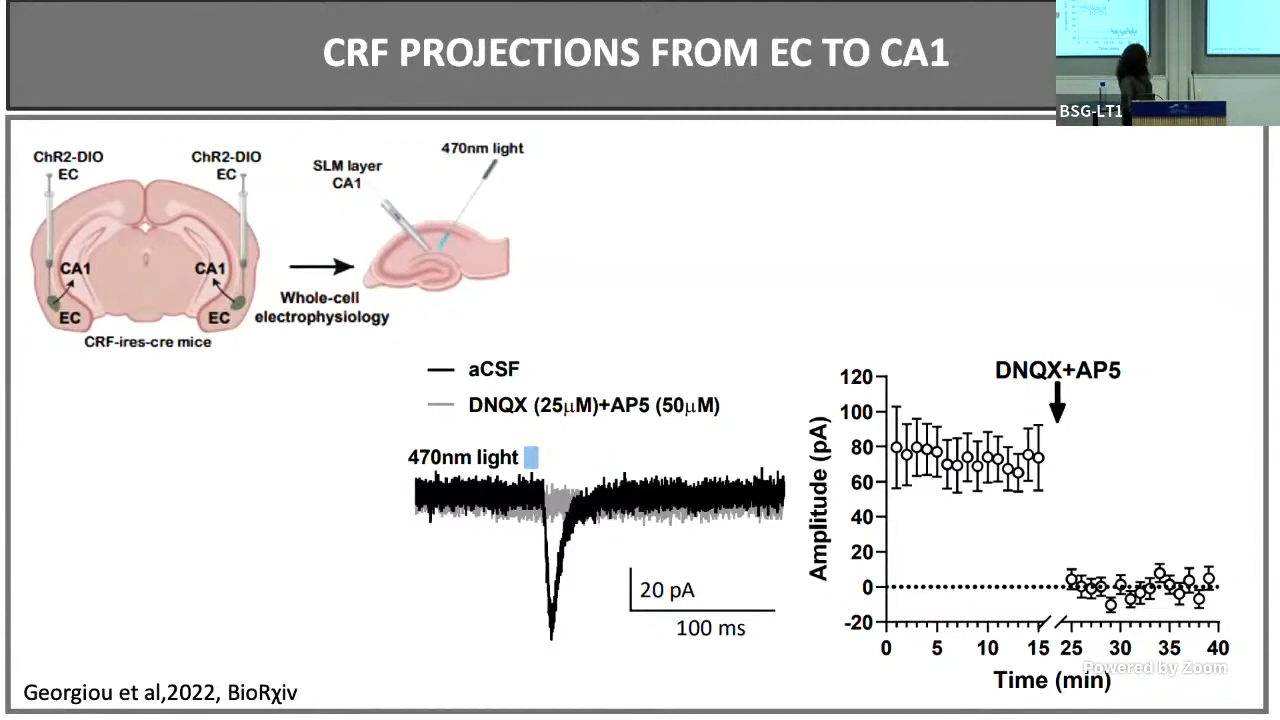 CRF PROJECTIONS FROM EC TO CA1
BSG-LT1
ChR2-DIO
EC
ChR2-DIO
EC
CA1
CA1
EC
EC
CRF-ires-cre mice
Whole-cell
electrophysiology
SLM layer
CA1
470nm light
aCSF
DNQX (25μM)+AP5 (50μM)
470nm light
20 pA
100 ms
DNQX+AP5
Amplitude (pA)
120
100
80
60
40
20
0
-20
0 5 10 15 25 30 35 40
Time (min)
Powered by Zoom
Georgiou et al,2022, BioRχiv